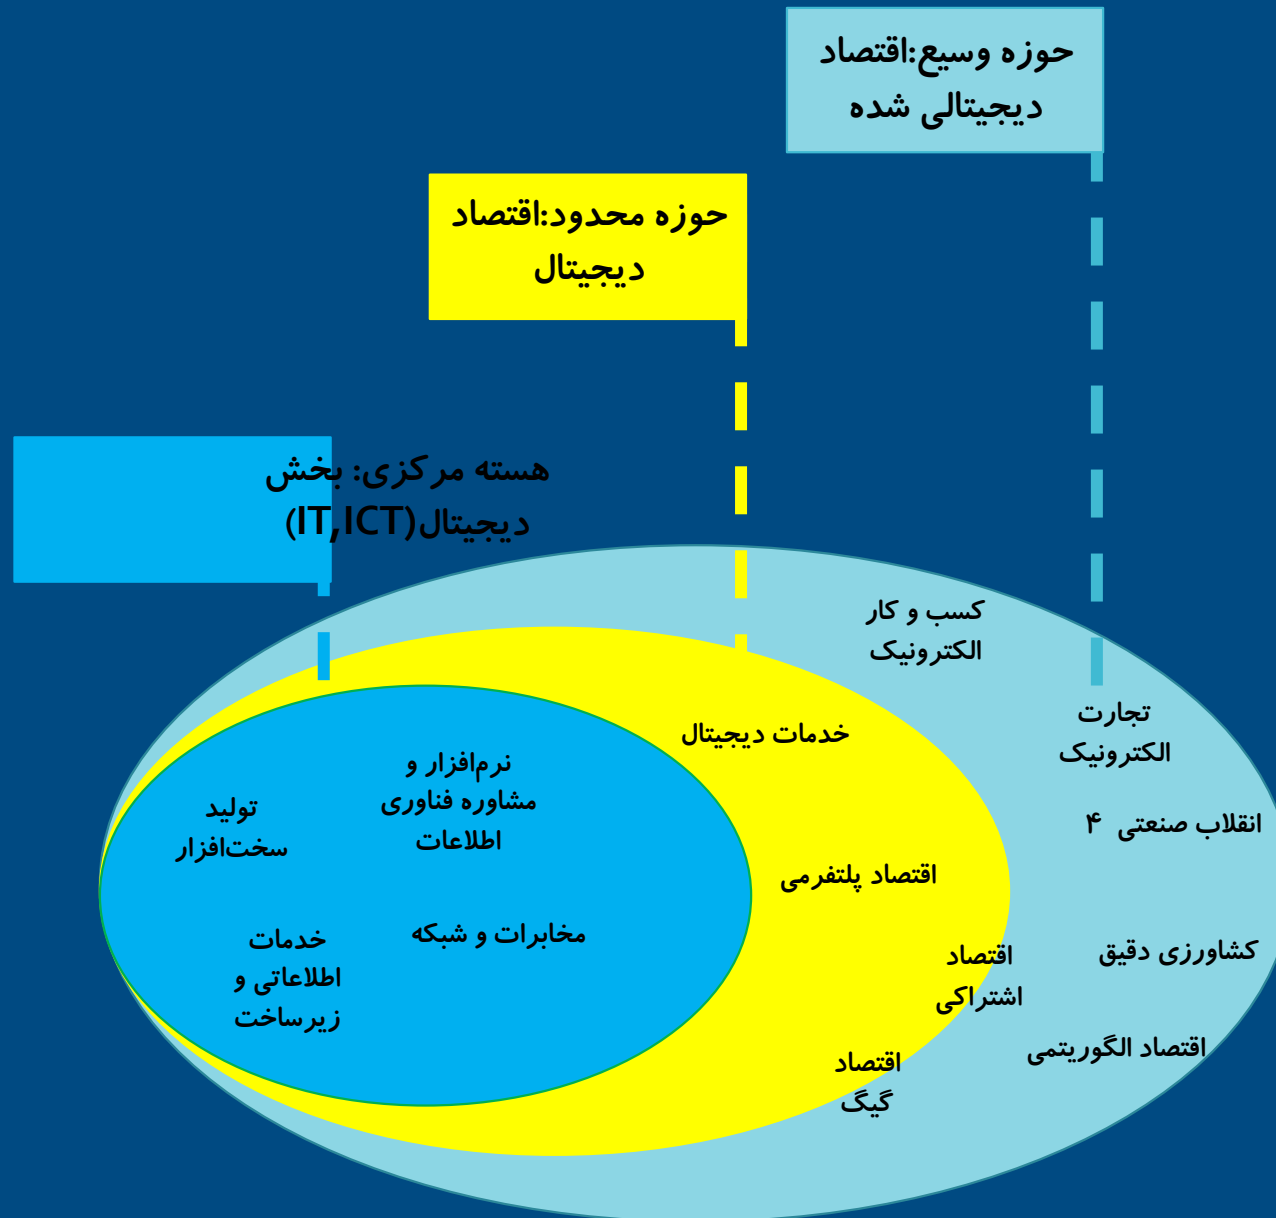 حوزه وسیع:اقتصاد
دیجیتالی شده
حوزه محدود:اقتصاد
دیجیتال
هسته مرکزی: بخش
دیجیتال(IT,ICT)
کسب و کار
الکترونیک
تجارت
الکترونیک
خدمات دیجیتال
نرم‌افزار و
مشاوره فناوری
اطلاعات
تولید
سخت‌افزار
انقلاب صنعتی ۴
اقتصاد پلتفرمی
مخابرات و شبکه
خدمات
اطلاعاتی و
زیرساخت
کشاورزی دقیق
اقتصاد
اشتراکی
اقتصاد الگوریتمی
اقتصاد
گیگ